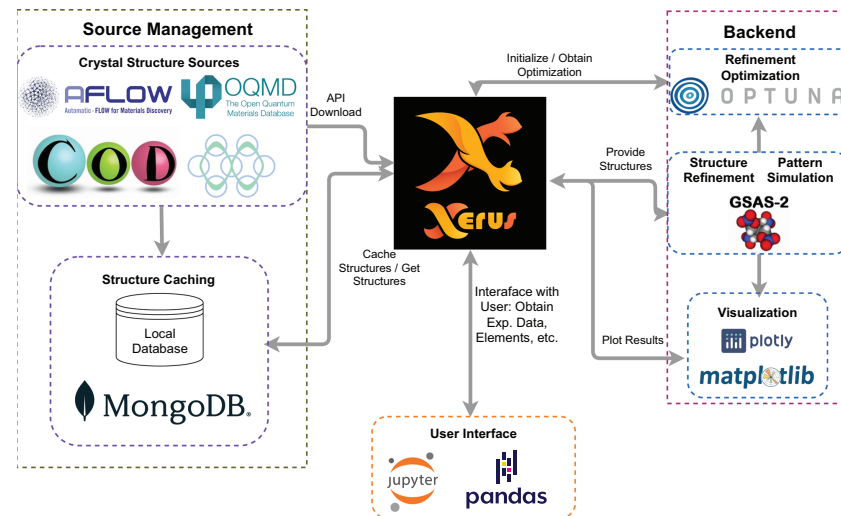 Source Management
Crystal Structure Sources
AFLOW
Automatic - FLOW for Materials Discovery
OQMD
The Open Quantum
Materials Database
COD
API
Download
Structure Caching
Local
Database
MongoDB.
Xerus
Cache
Structures / Get
Structures
Interaface with
User: Obtain
Exp. Data,
Elements, etc.
User Interface
jupyter
pandas
Initialize / Obtain
Optimization
Provide
Structures
Plot Results
Backend
Refinement
Optimization
OPTUNA
Structure
Refinement
Pattern
Simulation
GSAS-2
Visualization
plotly
matplotlib